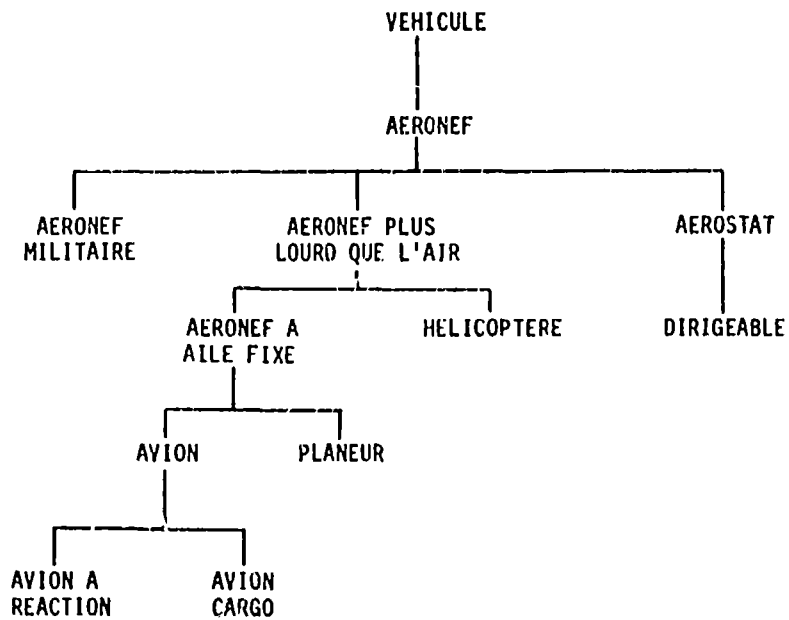 VEHICULE
AERONEF
AERONEF
MILITAIRE
AERONEF PLUS
LOURD QUE L'AIR
AEROSTAT
AERONEF A
AILE FIXE
HELICOPTERE
DIRIGEABLE
AVION
PLANEUR
AVION A
REACTION
AVION
CARGO